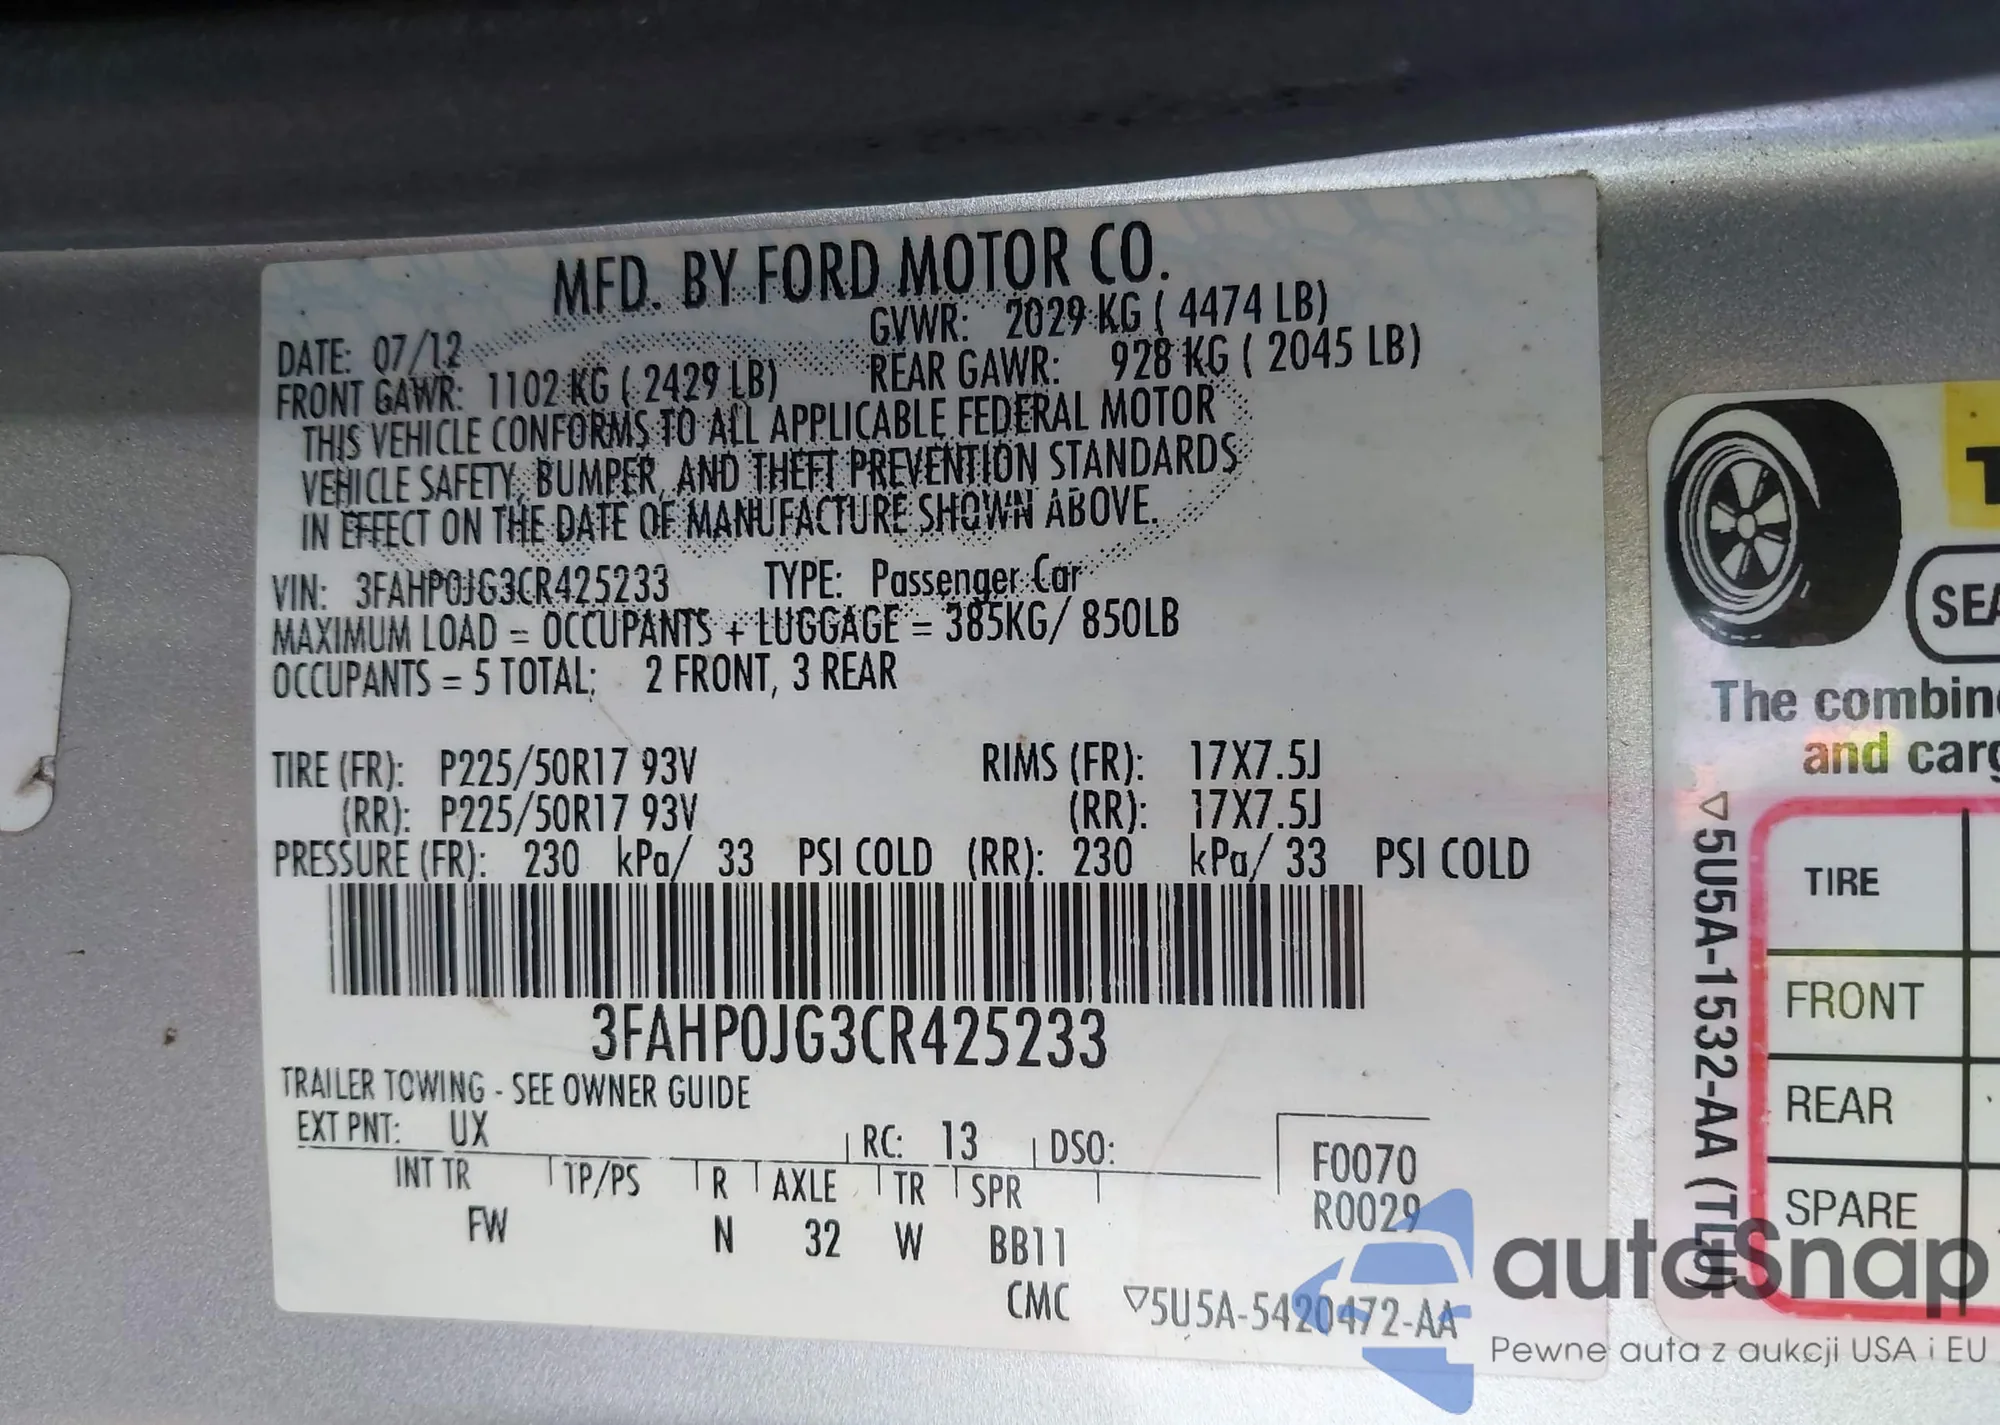 MFD. BY FORD MOTOR CO.
DATE: 07/12 GVWR: 2029 KG ( 4474 LB)
FRONT GAWR: 1102 KG ( 2429 LB) REAR GAWR: 928 KG ( 2045 LB)
THIS VEHICLE CONFORMS TO ALL APPLICABLE FEDERAL MOTOR
VEHICLE SAFETY, BUMPER, AND THEFT PREVENTION STANDARDS
IN EFFECT ON THE DATE OF MANUFACTURE SHOWN ABOVE.
VIN: 3FAHP0JG3CR425233 TYPE: Passenger Car
MAXIMUM LOAD = OCCUPANTS + LUGGAGE = 385KG/ 850LB
OCCUPANTS = 5 TOTAL; 2 FRONT, 3 REAR
TIRE (FR): P225/50R17 93V RIMS (FR): 17X7.5J
(RR): P225/50R17 93V (RR): 17X7.5J
PRESSURE (FR): 230 kPa/ 33 PSI COLD (RR): 230 kPa/ 33 PSI COLD
3FAHP0JG3CR425233
TRAILER TOWING - SEE OWNER GUIDE
EXT PNT: UX RC: 13 DSO:
INT TR TP/PS R AXLE TR SPR
FW N 32 W BB11
CMC
F0070
R0029
▽5U5A-5420472-AA
SEA
The combin
and carg
▽5U5A-1532-AA (TLU)
TIRE
FRONT
REAR
SPARE
autoSnap
Pewne auta z aukcji USA i EU